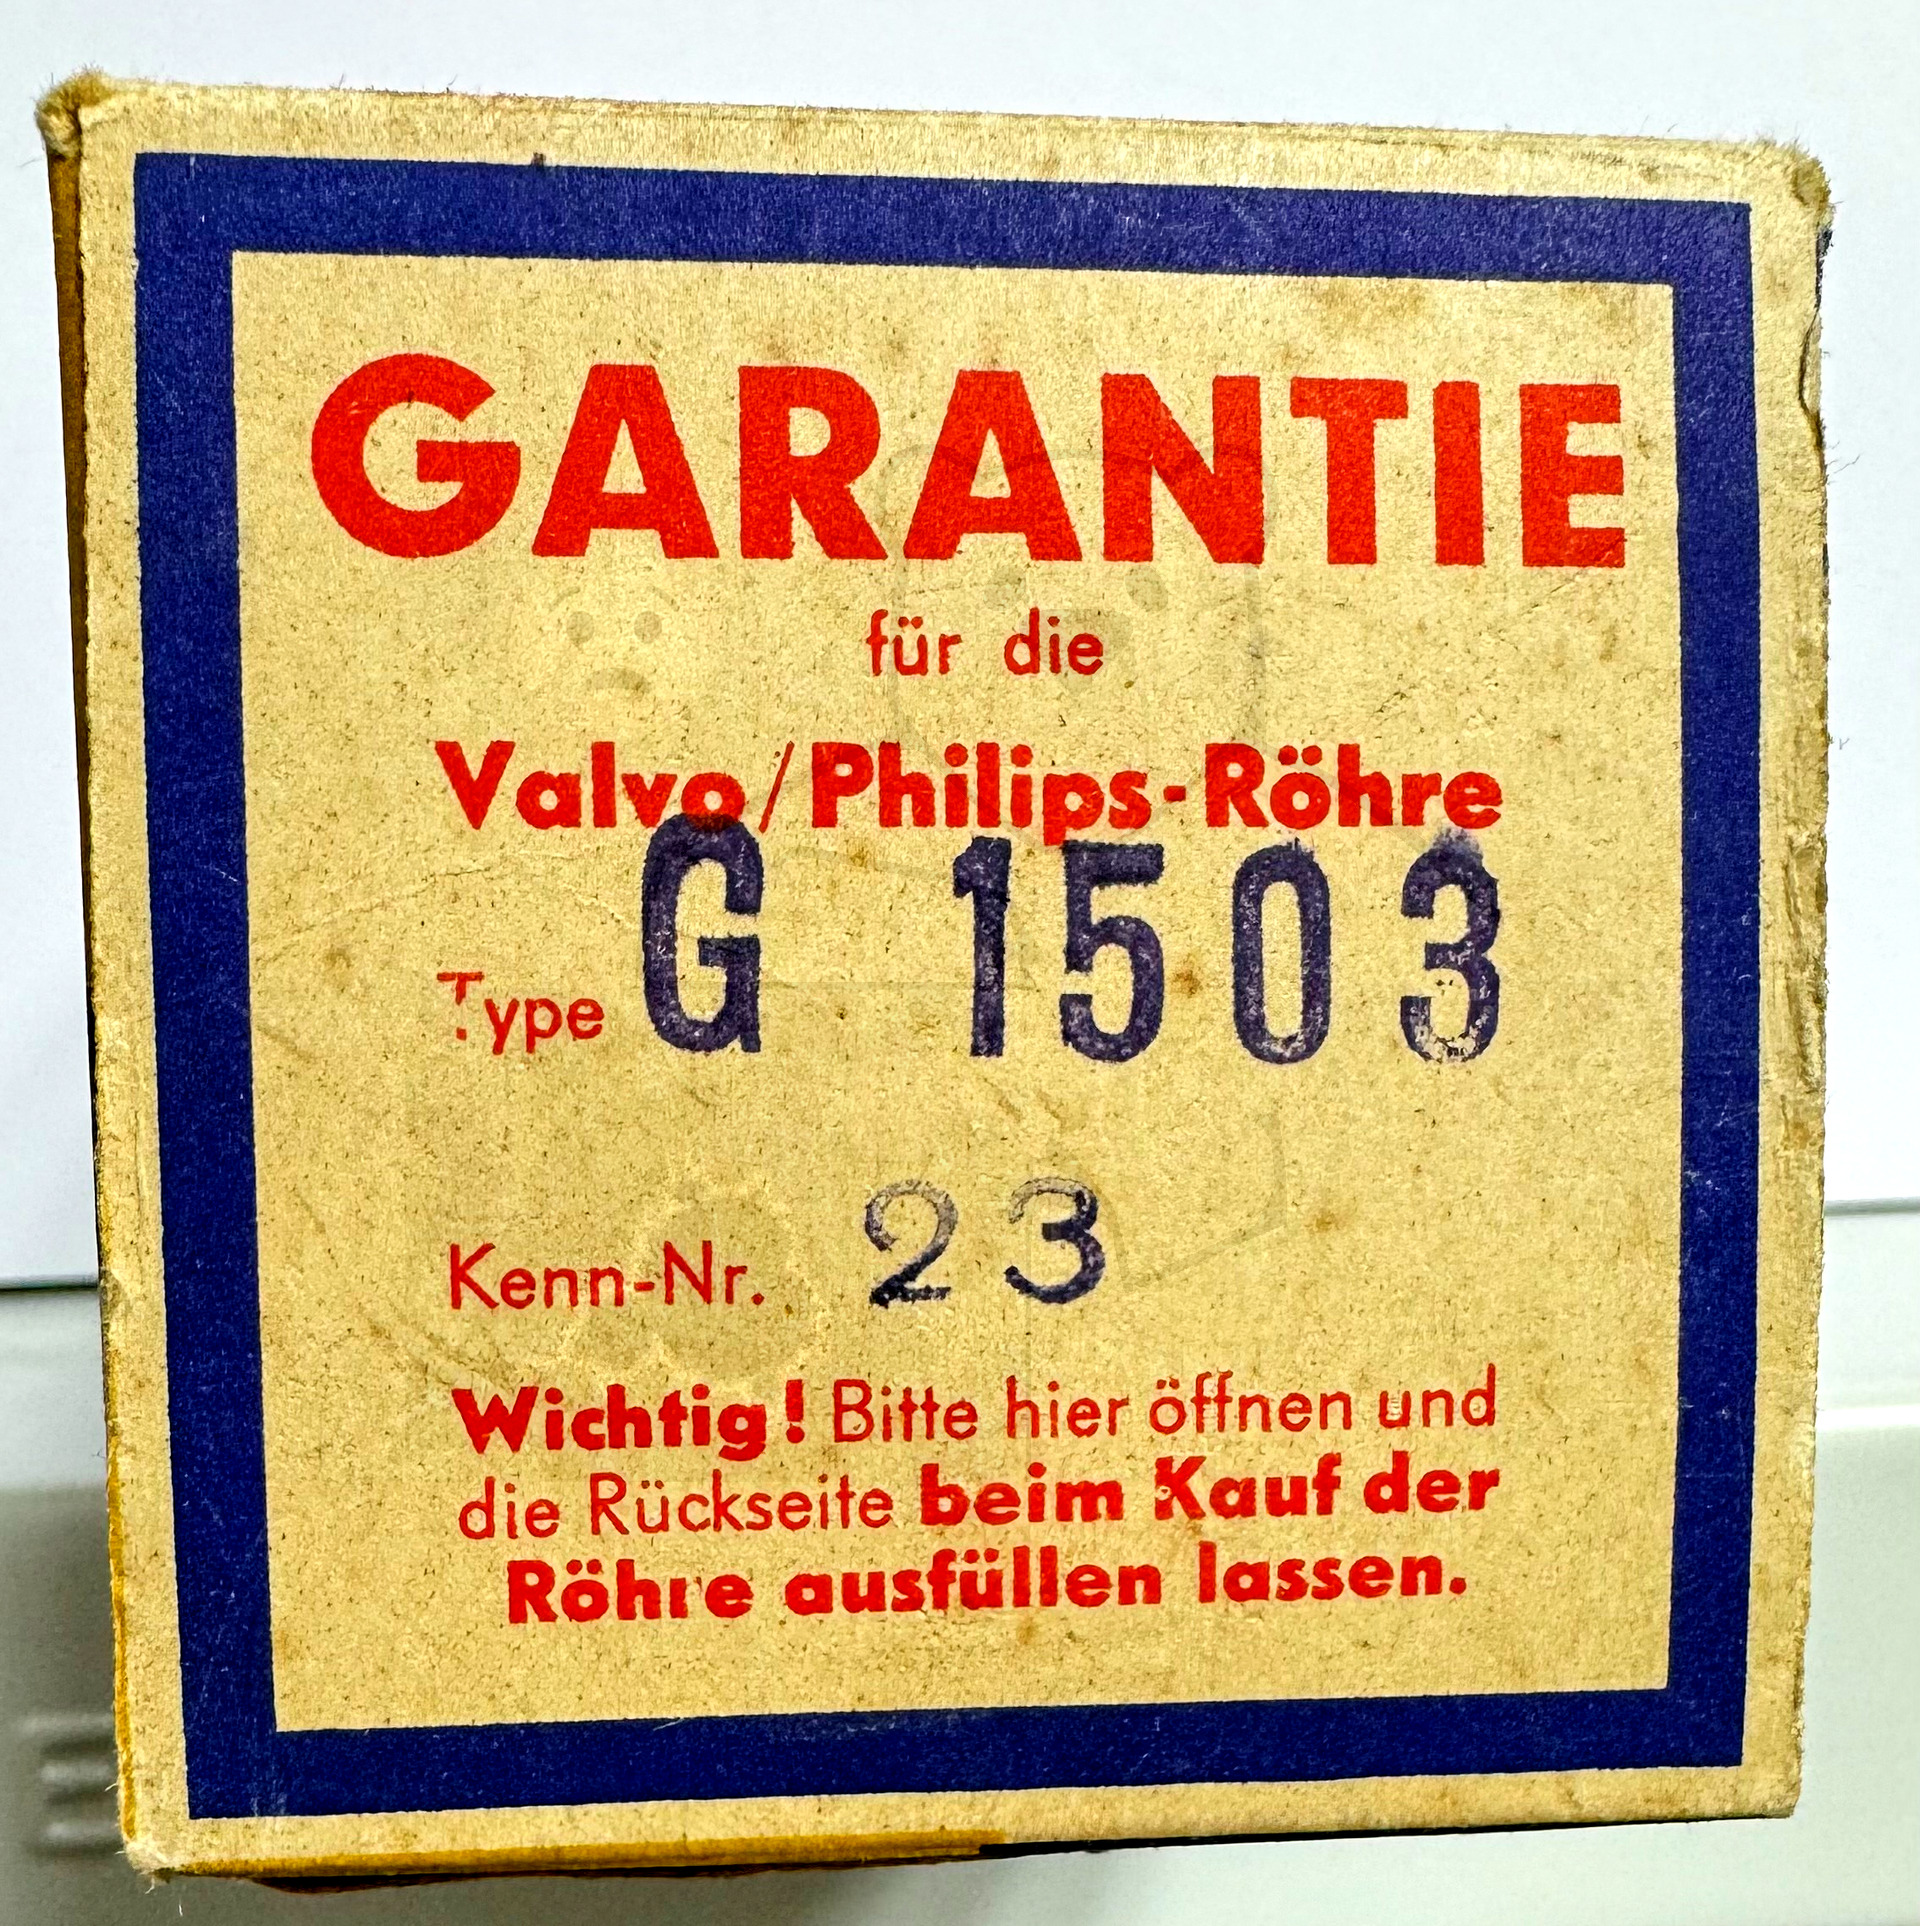 GARANTIE
für die
Valvo/Philips-Röhre
Type G 1503
Kenn-Nr. 23
Wichtig! Bitte hier öffnen und
die Rückseite beim Kauf der
Röhre ausfüllen lassen.